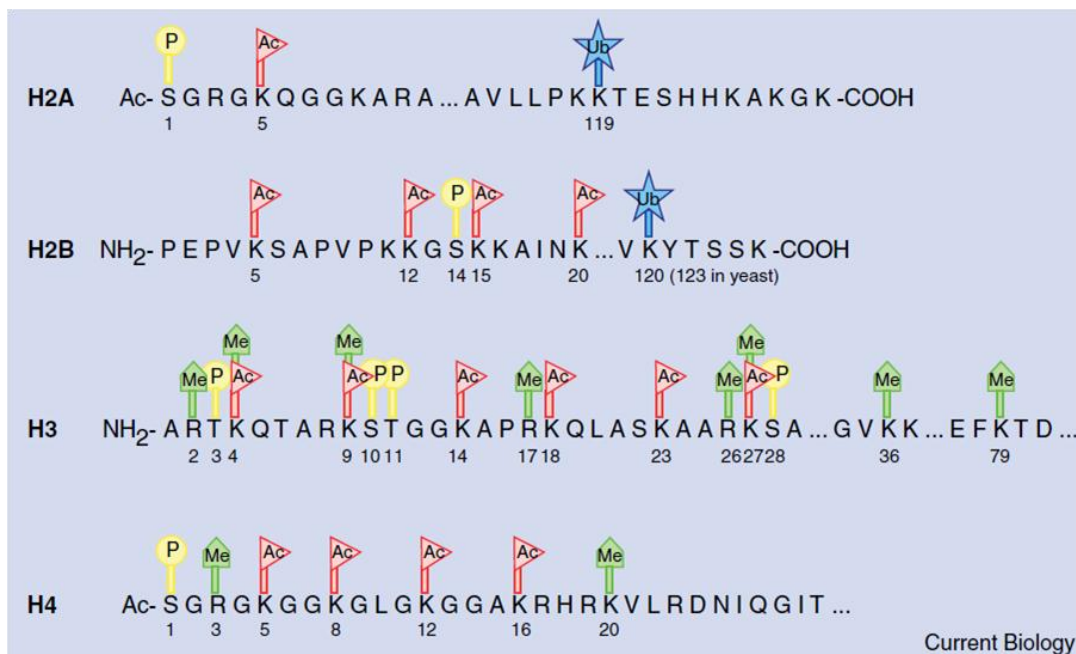 P Ac Ub
H2A Ac- S G R G K Q G G K A R A ... A V L L P K K T E S H H K A K G K -COOH
1 5 119
Ac Ac P Ac Ac Ub
H2B NH2- P E P V K S A P V P K K G S K K A I N K ... V K Y T S S K -COOH
5 12 14 15 20 120 (123 in yeast)
Me Me Me
Me P Ac Ac P P Ac Me Ac Ac Me Ac P Me Me
H3 NH2- A R T K Q T A R K S T G G K A P R K Q L A S K A A R K S A ... G V K K ... E F K T D ...
2 3 4 9 10 11 14 17 18 23 26 27 28 36 79
P Me Ac Ac Ac Ac Me
H4 Ac- S G R G K G G K G L G K G G A K R H R K V L R D N I Q G I T ...
1 3 5 8 12 16 20
Current Biology